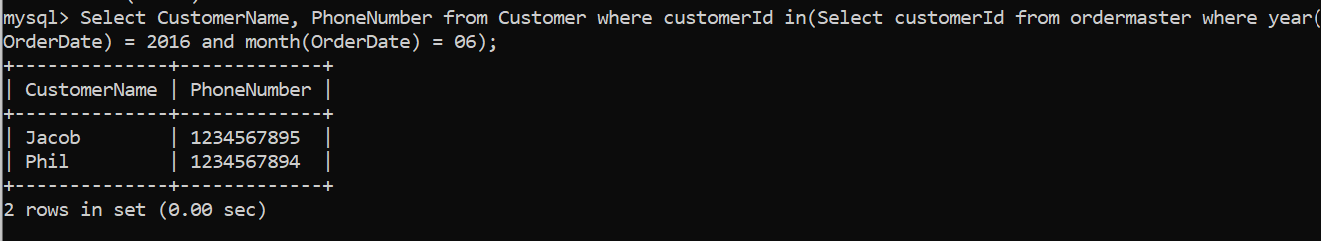 mysql> Select CustomerName, PhoneNumber from Customer where customerId in(Select customerId from ordermaster where year(
OrderDate) = 2016 and month(OrderDate) = 06);
+--------------+-------------+
| CustomerName | PhoneNumber |
+--------------+-------------+
| Jacob        | 1234567895  |
| Phil         | 1234567894  |
+--------------+-------------+
2 rows in set (0.00 sec)